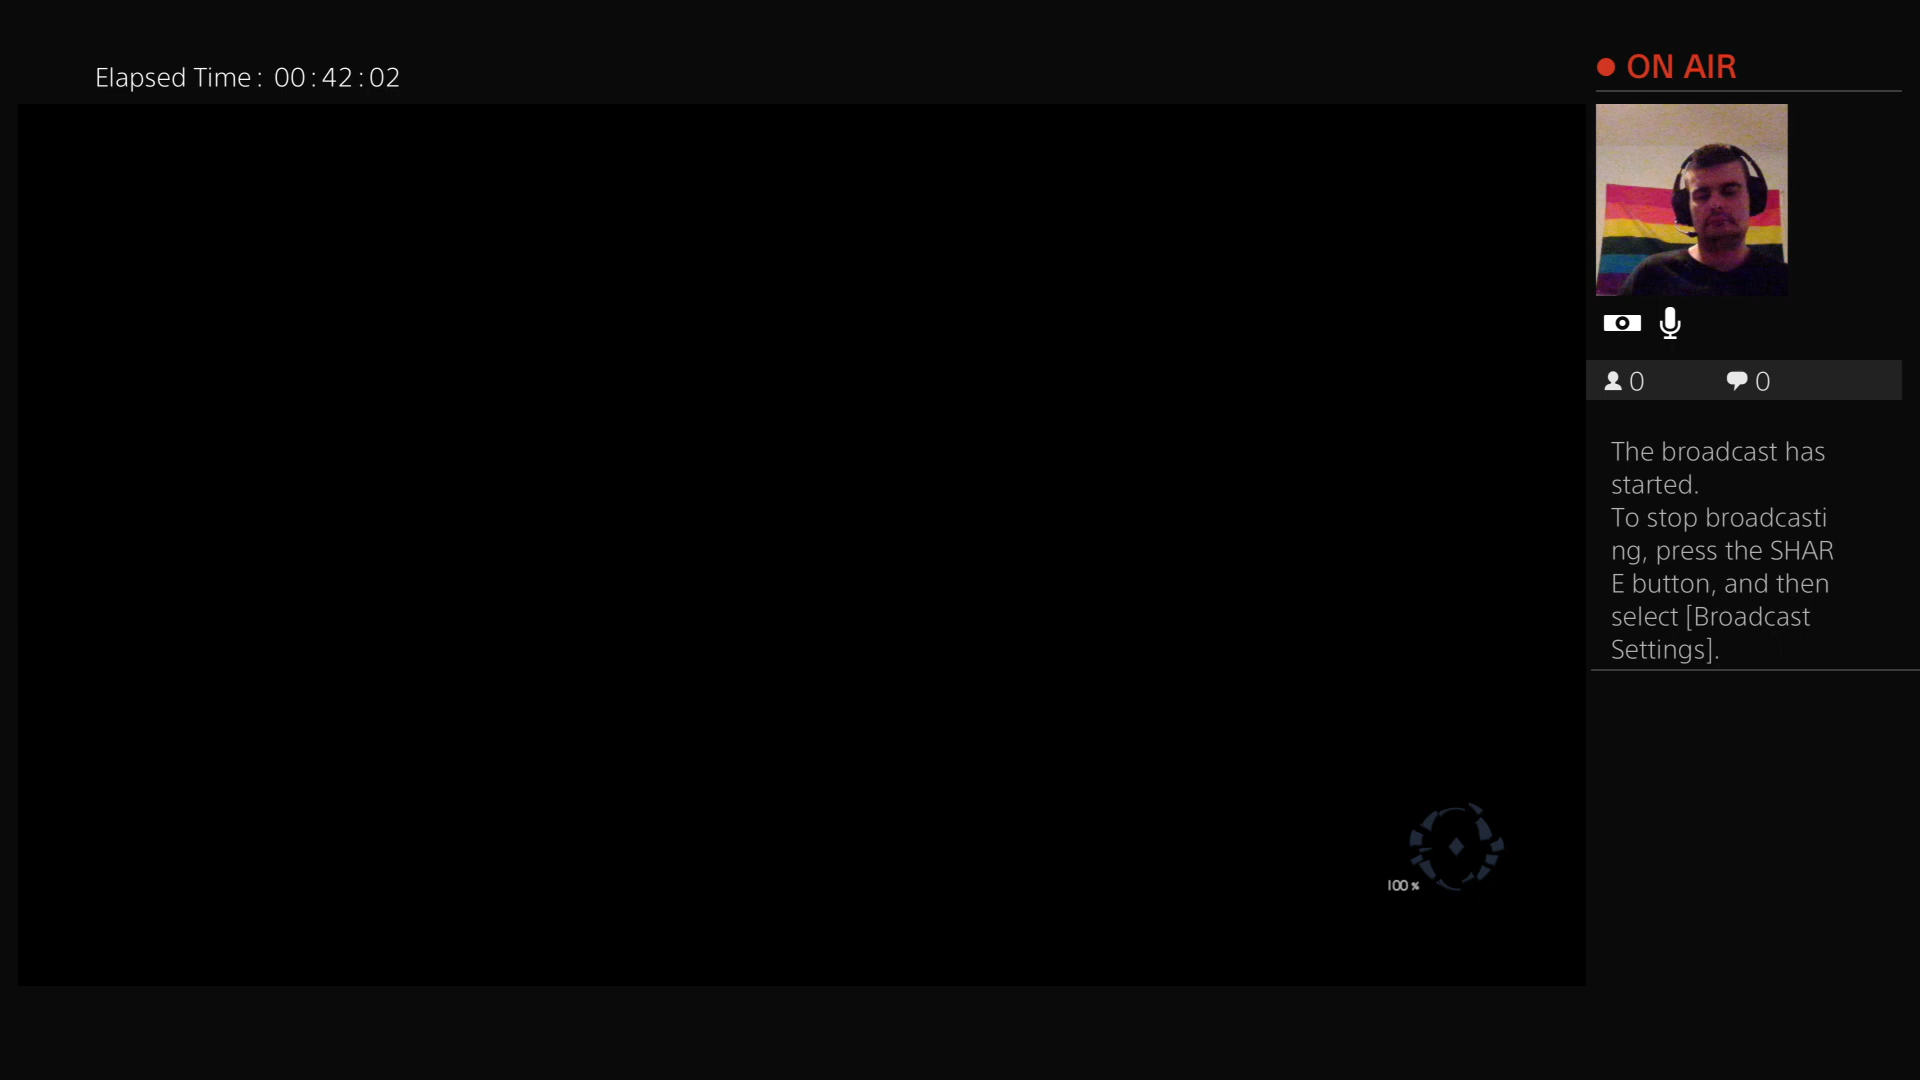 Elapsed Time: 00:42:02
ON AIR
0 0
The broadcast has
started.
To stop broadcasti
ng, press the SHAR
E button, and then
select [Broadcast
Settings].
100 %